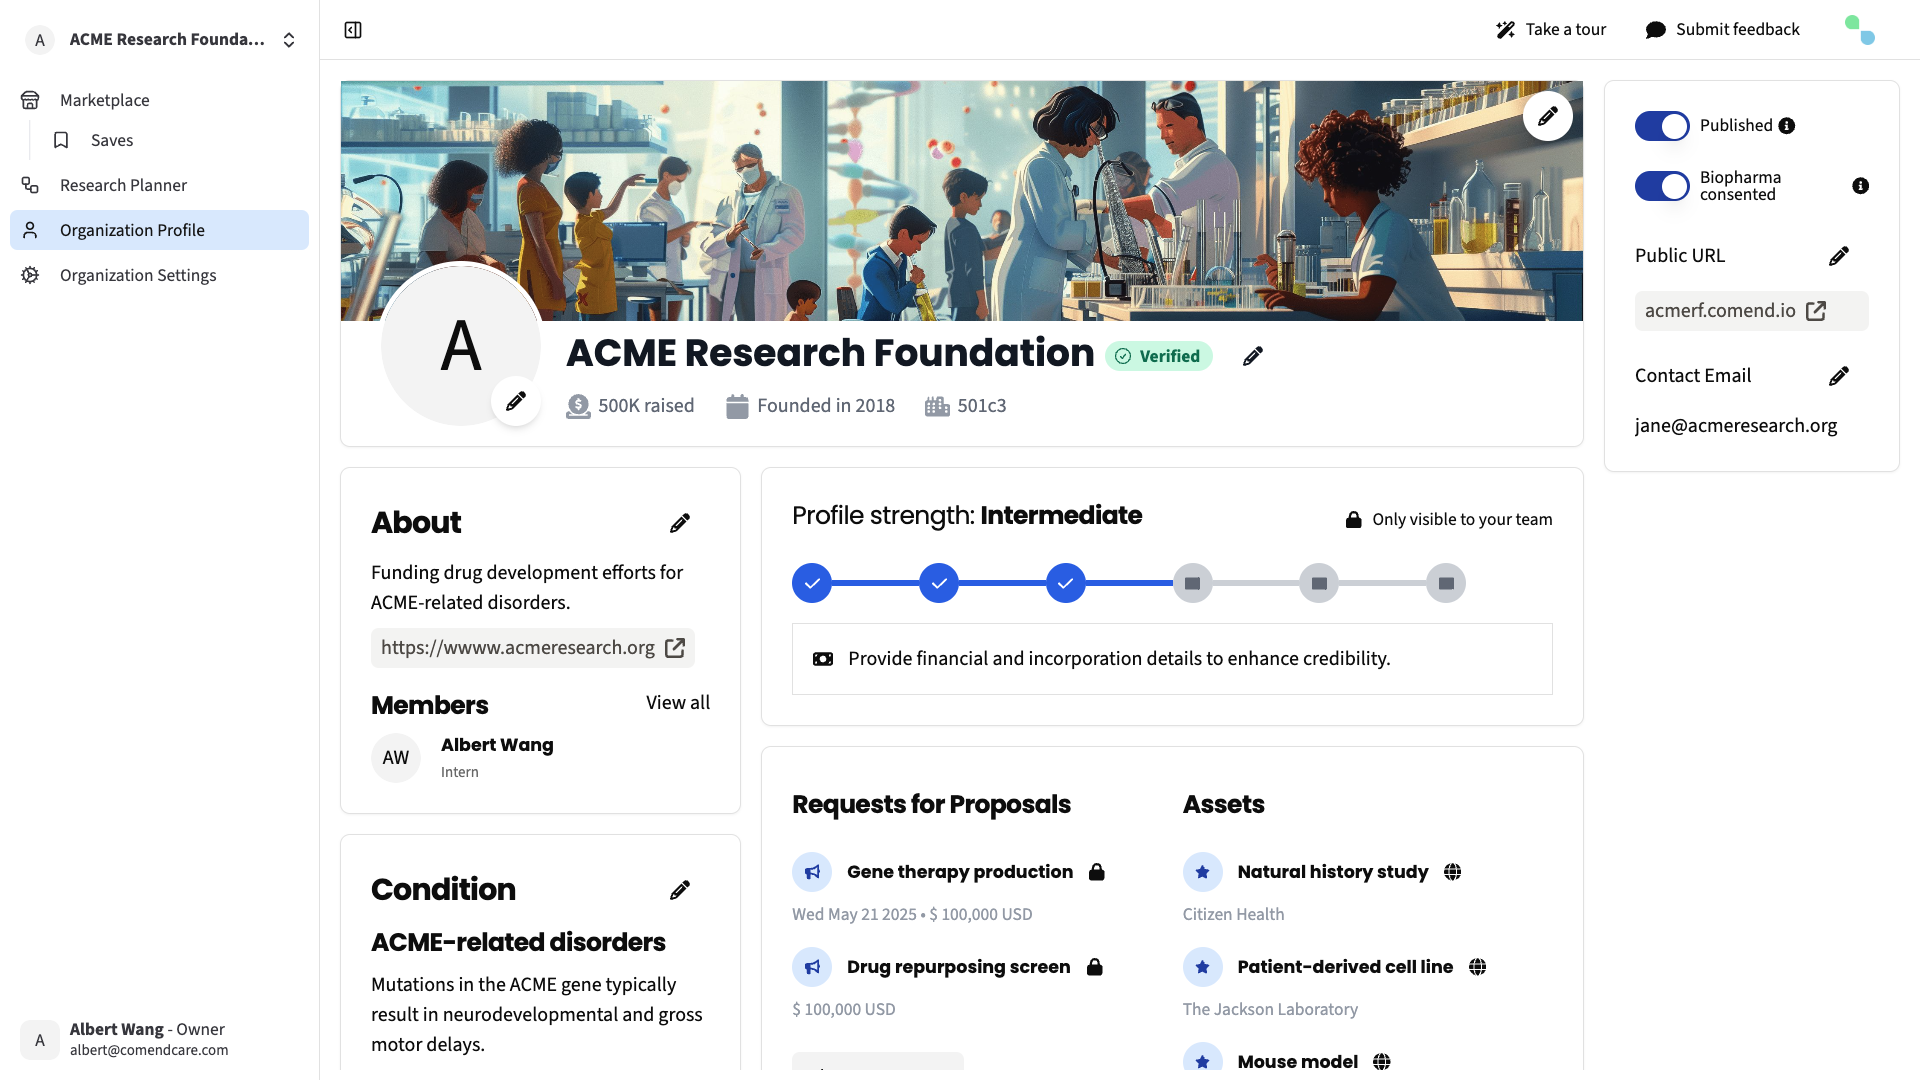 A
ACME Research Founda...
Marketplace
Saves
Research Planner
Organization Profile
Organization Settings
Albert Wang - Owner
A
albert@comendcare.com
Take a tour
Submit feedback
A
ACME Research Foundation
Verified
500K raised
Founded in 2018
501c3
Published
Biopharma
consented
Public URL
acmerf.comend.io
Contact Email
jane@acmeresearch.org
About
Funding drug development efforts for
ACME-related disorders.
https://wwww.acmeresearch.org
Members
View all
AW
Albert Wang
Intern
Condition
ACME-related disorders
Mutations in the ACME gene typically
result in neurodevelopmental and gross
motor delays.
Profile strength: Intermediate
Only visible to your team
Provide financial and incorporation details to enhance credibility.
Requests for Proposals
Gene therapy production
Wed May 21 2025 • $ 100,000 USD
Drug repurposing screen
$ 100,000 USD
Assets
Natural history study
Citizen Health
Patient-derived cell line
The Jackson Laboratory
Mouse model